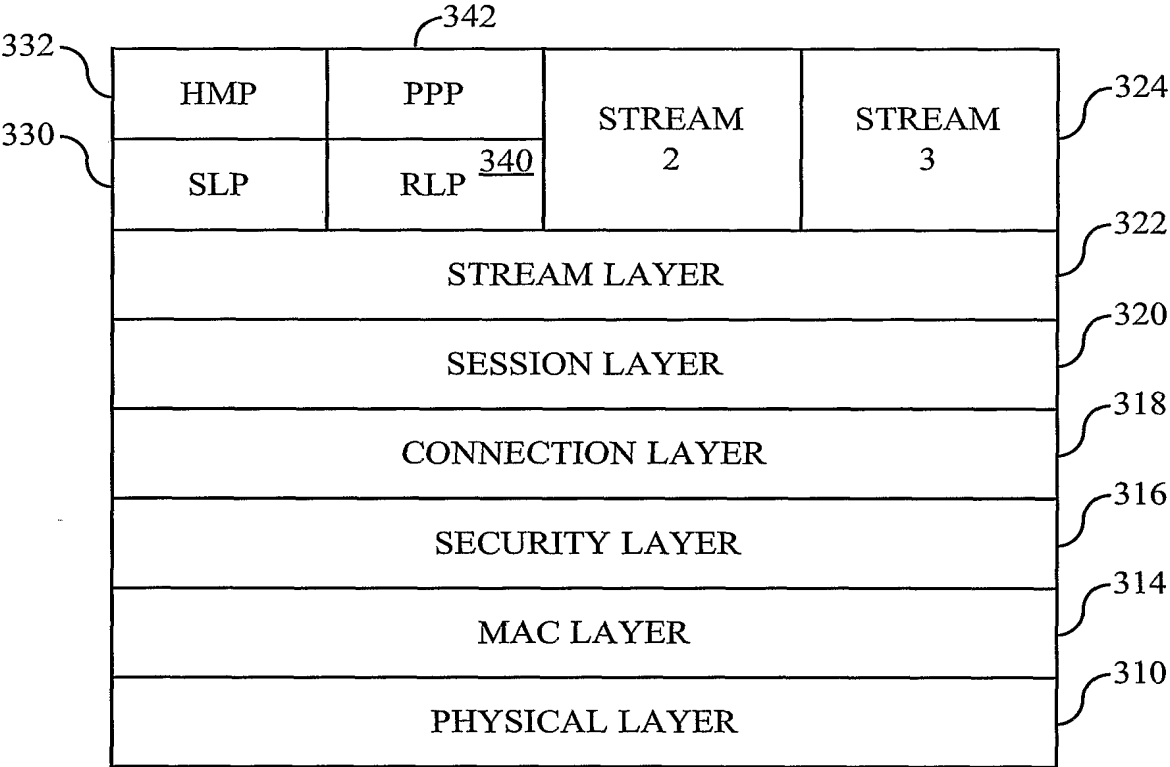 342
332
HMP
PPP
STREAM
2
STREAM
3
324
330
SLP
RLP
340
322
STREAM LAYER
320
SESSION LAYER
318
CONNECTION LAYER
316
SECURITY LAYER
314
MAC LAYER
310
PHYSICAL LAYER